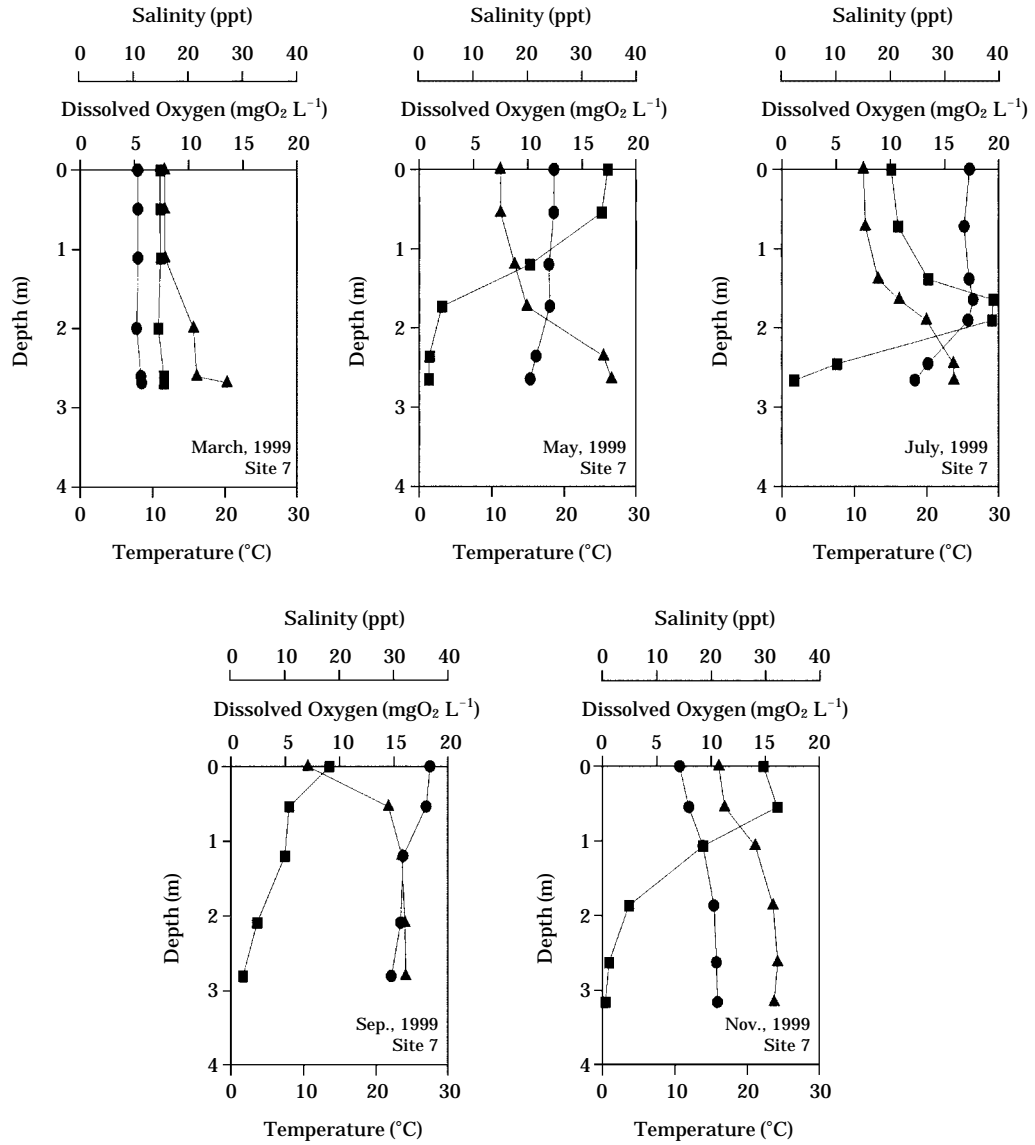 Salinity (ppt)
0 10 20 30 40
Dissolved Oxygen (mgO₂ L⁻¹)
0 5 10 15 20
0
1
2
3
4
Depth (m)
March, 1999
Site 7
0 10 20 30
Temperature (°C)
Salinity (ppt)
0 10 20 30 40
Dissolved Oxygen (mgO₂ L⁻¹)
0 5 10 15 20
0
1
2
3
4
Depth (m)
May, 1999
Site 7
0 10 20 30
Temperature (°C)
Salinity (ppt)
0 10 20 30 40
Dissolved Oxygen (mgO₂ L⁻¹)
0 5 10 15 20
0
1
2
3
4
Depth (m)
July, 1999
Site 7
0 10 20 30
Temperature (°C)
Salinity (ppt)
0 10 20 30 40
Dissolved Oxygen (mgO₂ L⁻¹)
0 5 10 15 20
0
1
2
3
4
Depth (m)
Sep., 1999
Site 7
0 10 20 30
Temperature (°C)
Salinity (ppt)
0 10 20 30 40
Dissolved Oxygen (mgO₂ L⁻¹)
0 5 10 15 20
0
1
2
3
4
Depth (m)
Nov., 1999
Site 7
0 10 20 30
Temperature (°C)